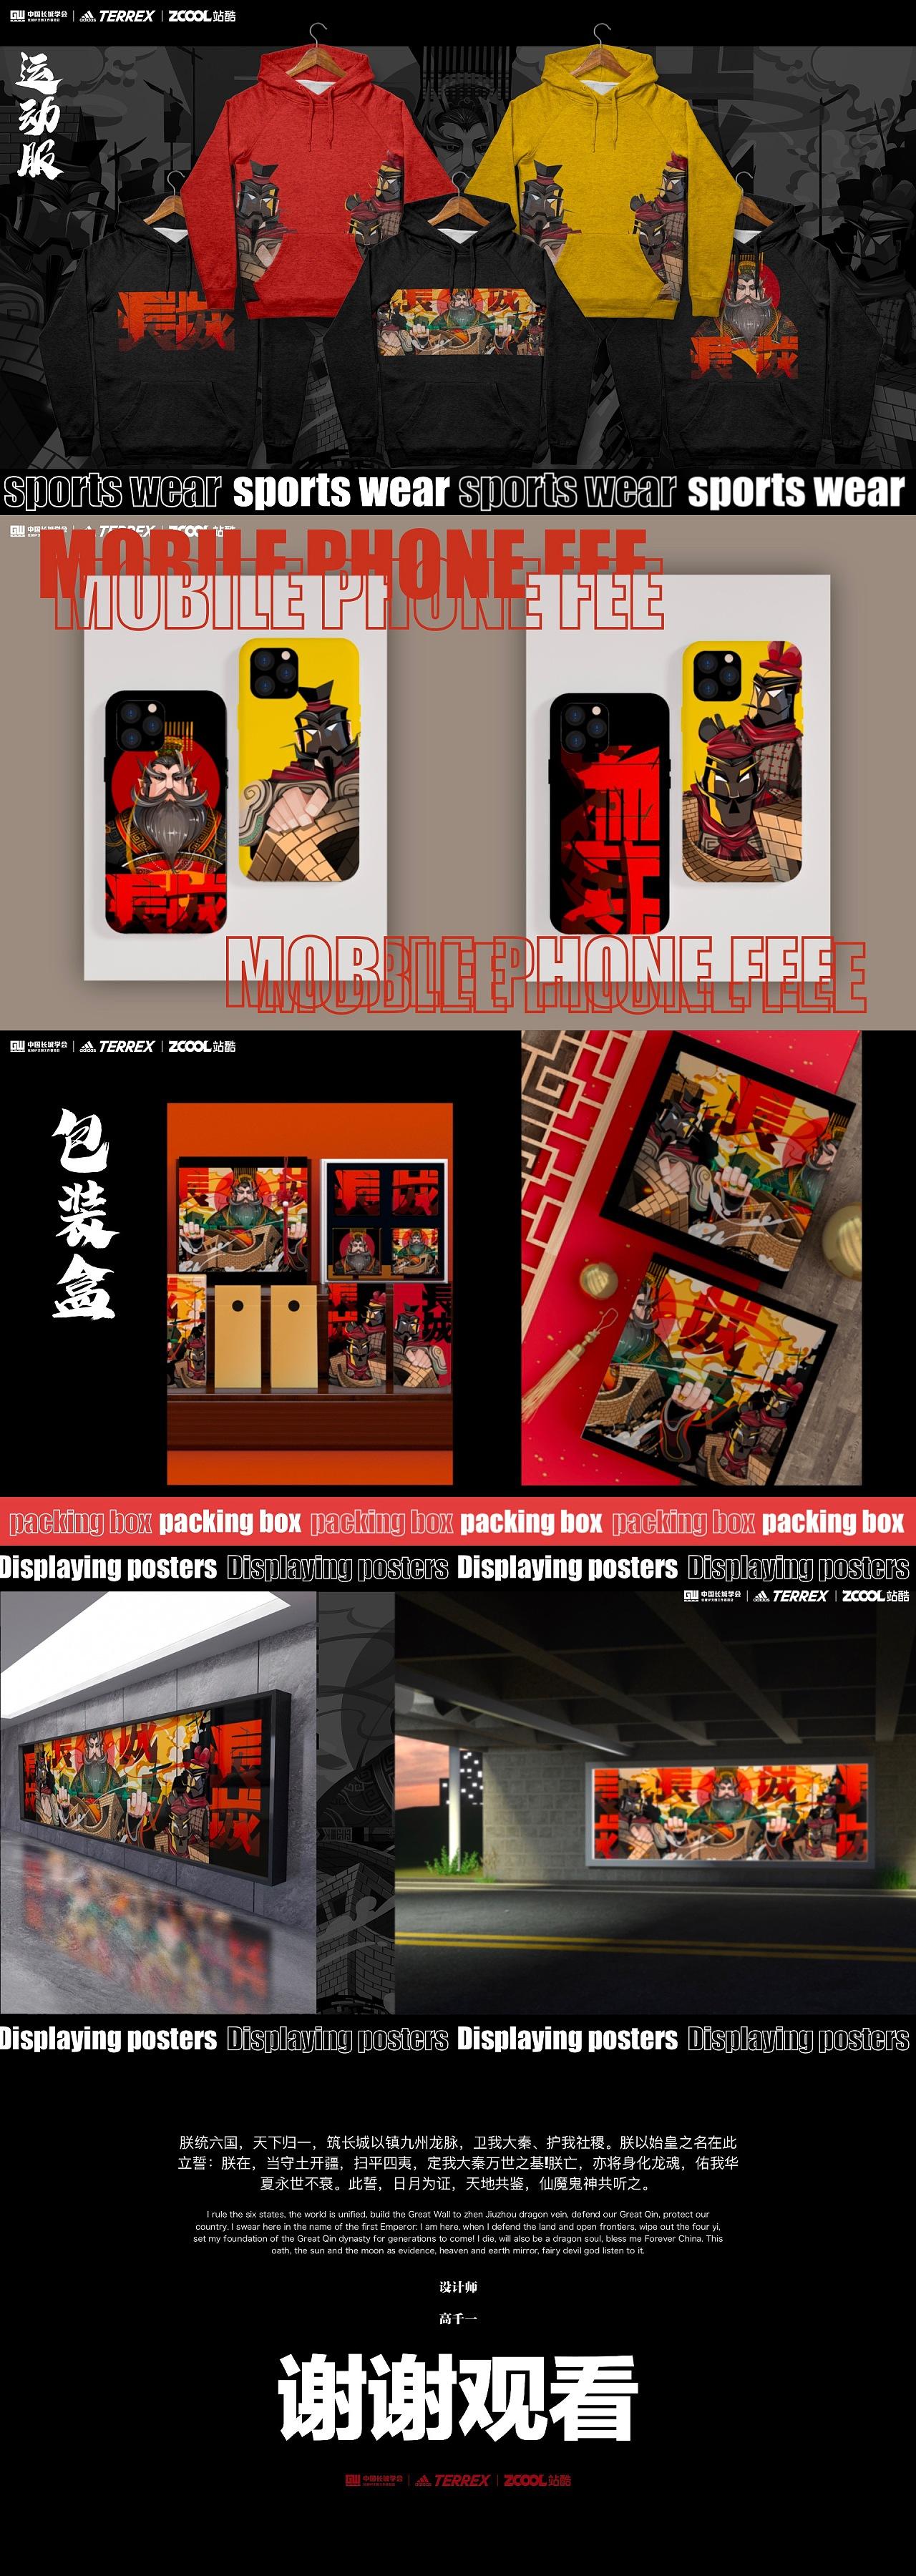 中国长城学会 | adidas TERREX | ZCOOL站酷
运动服
長城
長城
長城
sports wear sports wear sports wear sports wear
中国长城学会 | adidas TERREX | ZCOOL站酷
MOBILE PHONE FEE
MOBILE PHONE FEE
長城
長城
MOBILE PHONE FEE
中国长城学会 | adidas TERREX | ZCOOL站酷
包装盒
長城
長城
packing box packing box packing box packing box packing box packing box
Displaying posters Displaying posters Displaying posters Displaying posters
中国长城学会 | adidas TERREX | ZCOOL站酷
長城
長城
Displaying posters Displaying posters Displaying posters Displaying posters
朕统六国，天下归一，筑长城以镇九州龙脉，卫我大秦、护我社稷。朕以始皇之名在此
立誓：朕在，当守土开疆，扫平四夷，定我大秦万世之基!朕亡，亦将身化龙魂，佑我华
夏永世不衰。此誓，日月为证，天地共鉴，仙魔鬼神共听之。
I rule the six states, the world is unified, build the Great Wall to zhen Jiuzhou dragon vein, defend our Great Qin, protect our
country. I swear here in the name of the first Emperor: I am here, when I defend the land and open frontiers, wipe out the four yi,
set my foundation of the Great Qin dynasty for generations to come! I die, will also be a dragon soul, bless me Forever China. This
oath, the sun and the moon as evidence, heaven and earth mirror, fairy devil god listen to it.
设计师
高千一
谢谢观看
中国长城学会 | adidas TERREX | ZCOOL站酷